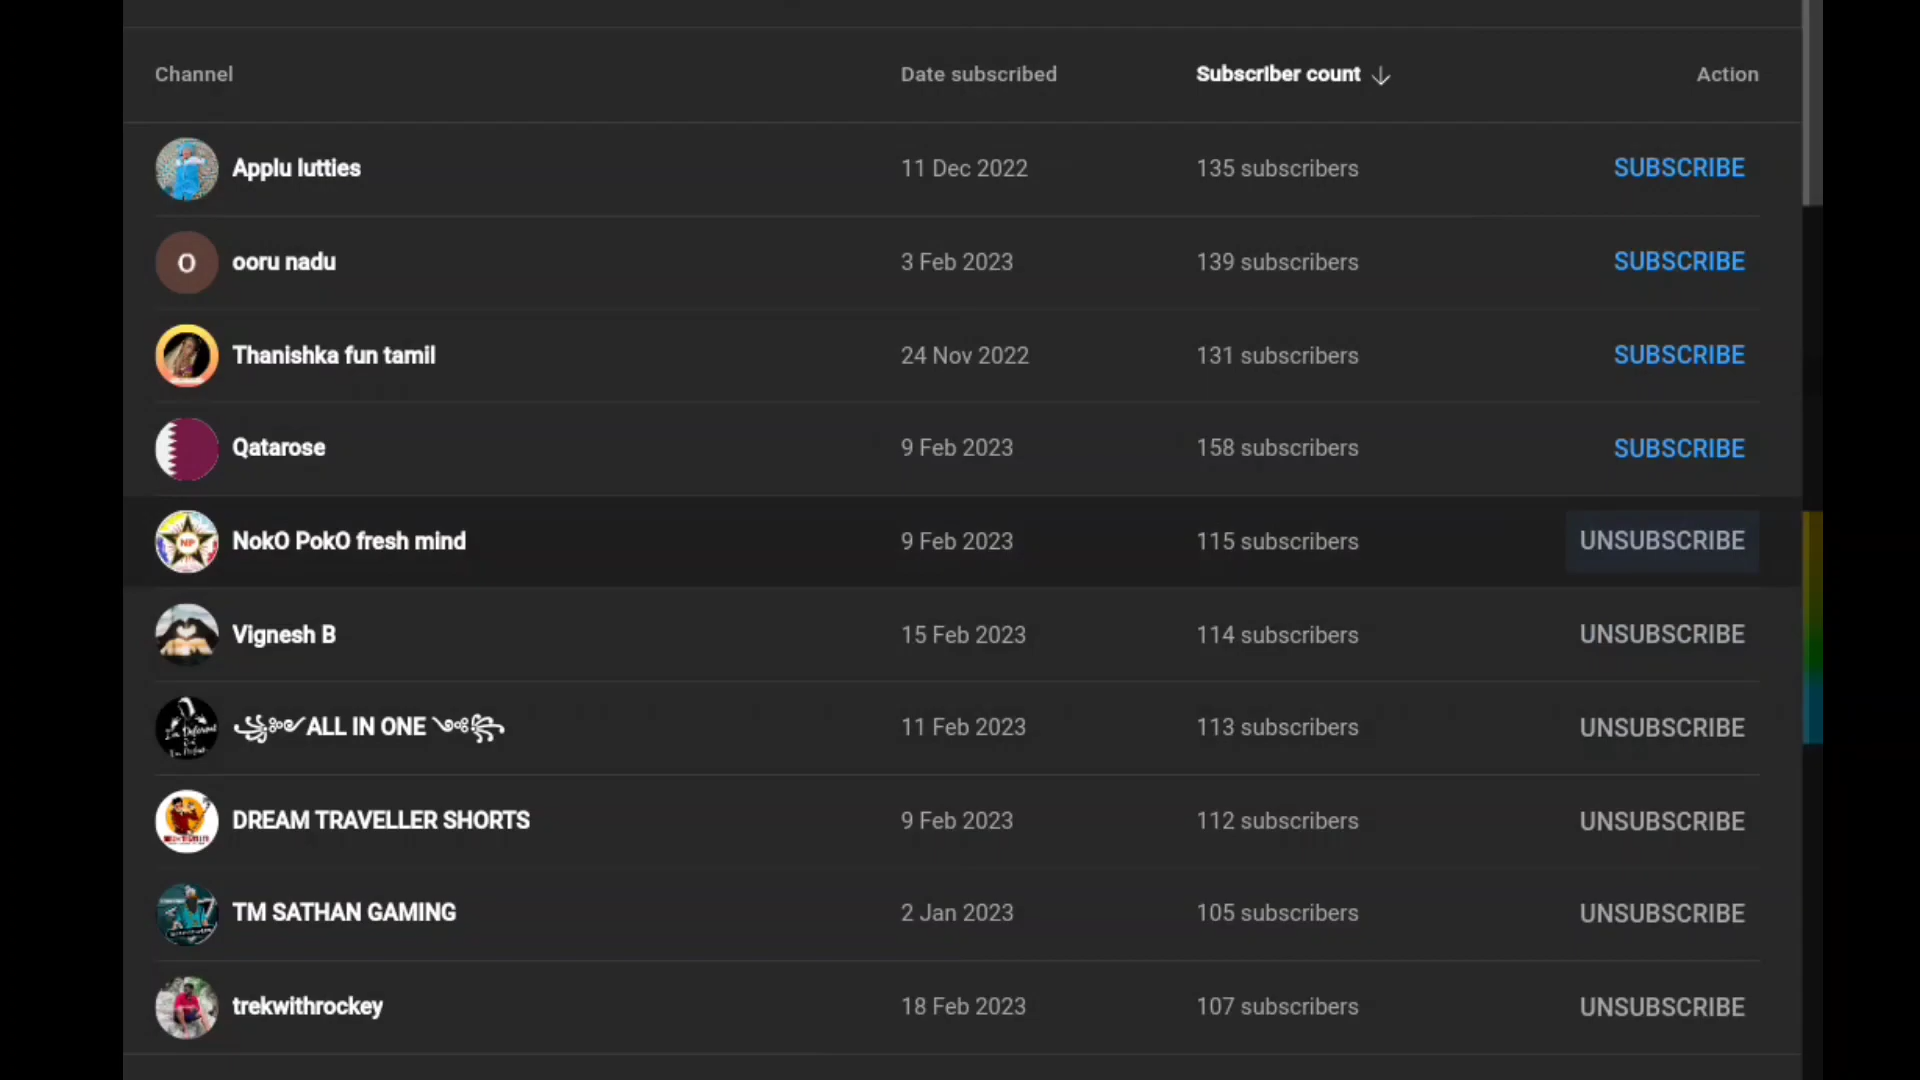 Channel Date subscribed Subscriber count Action
Applu lutties 11 Dec 2022 135 subscribers SUBSCRIBE
O ooru nadu 3 Feb 2023 139 subscribers SUBSCRIBE
Thanishka fun tamil 24 Nov 2022 131 subscribers SUBSCRIBE
Qatarose 9 Feb 2023 158 subscribers SUBSCRIBE
NP NokO PokO fresh mind 9 Feb 2023 115 subscribers UNSUBSCRIBE
Vignesh B 15 Feb 2023 114 subscribers UNSUBSCRIBE
꧁༺ALL IN ONE ༻꧂ 11 Feb 2023 113 subscribers UNSUBSCRIBE
DREAM TRAVELLER SHORTS 9 Feb 2023 112 subscribers UNSUBSCRIBE
TM SATHAN GAMING 2 Jan 2023 105 subscribers UNSUBSCRIBE
trekwithrockey 18 Feb 2023 107 subscribers UNSUBSCRIBE